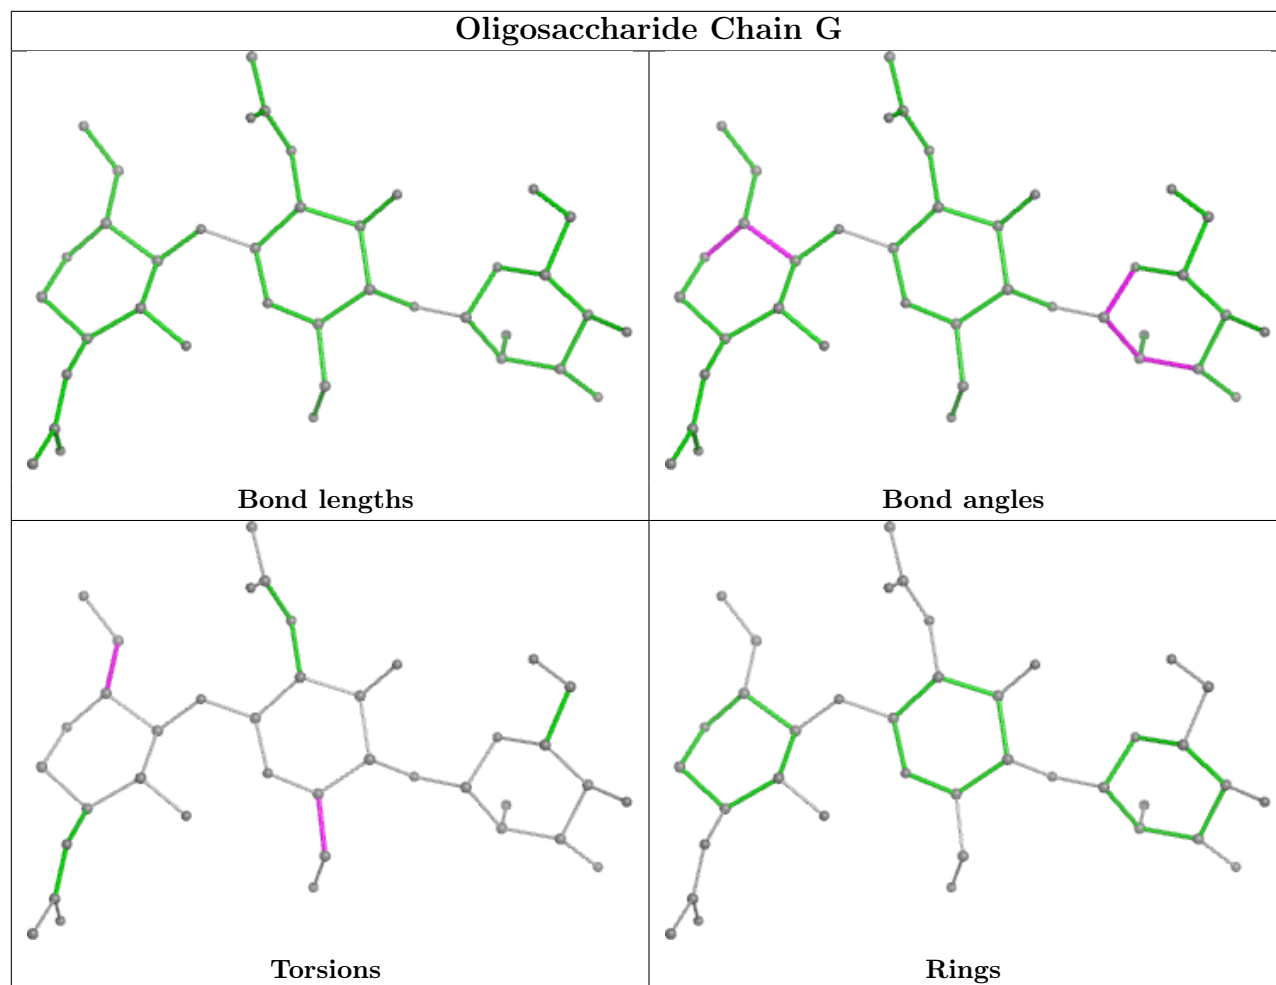 Oligosaccharide Chain G
Bond lengths
Bond angles
Torsions
Rings